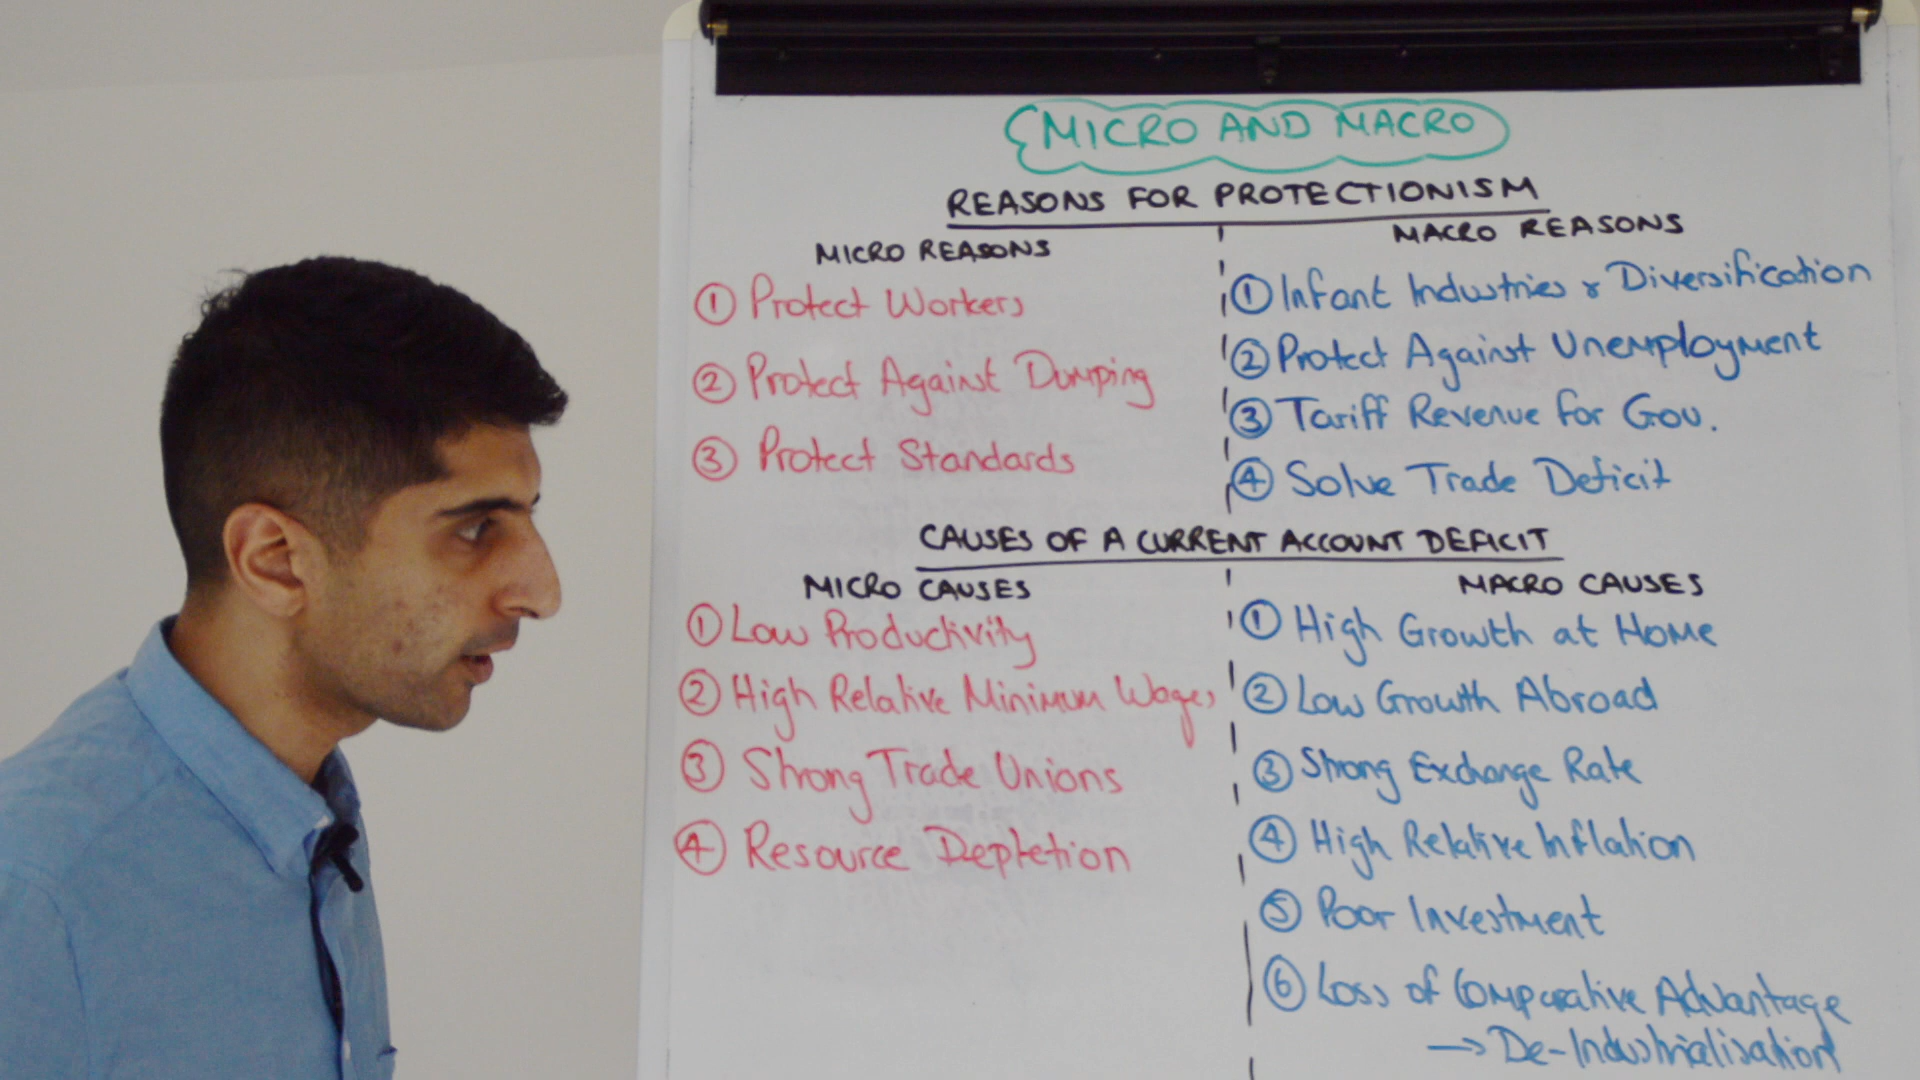 MICRO AND MACRO
REASONS FOR PROTECTIONISM
MICRO REASONS
① Protect Workers
② Protect Against Dumping
③ Protect Standards
MACRO REASONS
① Infant Industries & Diversification
② Protect Against Unemployment
③ Tariff Revenue for Gov.
④ Solve Trade Deficit
CAUSES OF A CURRENT ACCOUNT DEFICIT
MICRO CAUSES
① Low Productivity
② High Relative Minimum Wages
③ Strong Trade Unions
④ Resource Depletion
MACRO CAUSES
① High Growth at Home
② Low Growth Abroad
③ Strong Exchange Rate
④ High Relative Inflation
⑤ Poor Investment
⑥ Loss of Comparative Advantage
→ De-Industrialisation